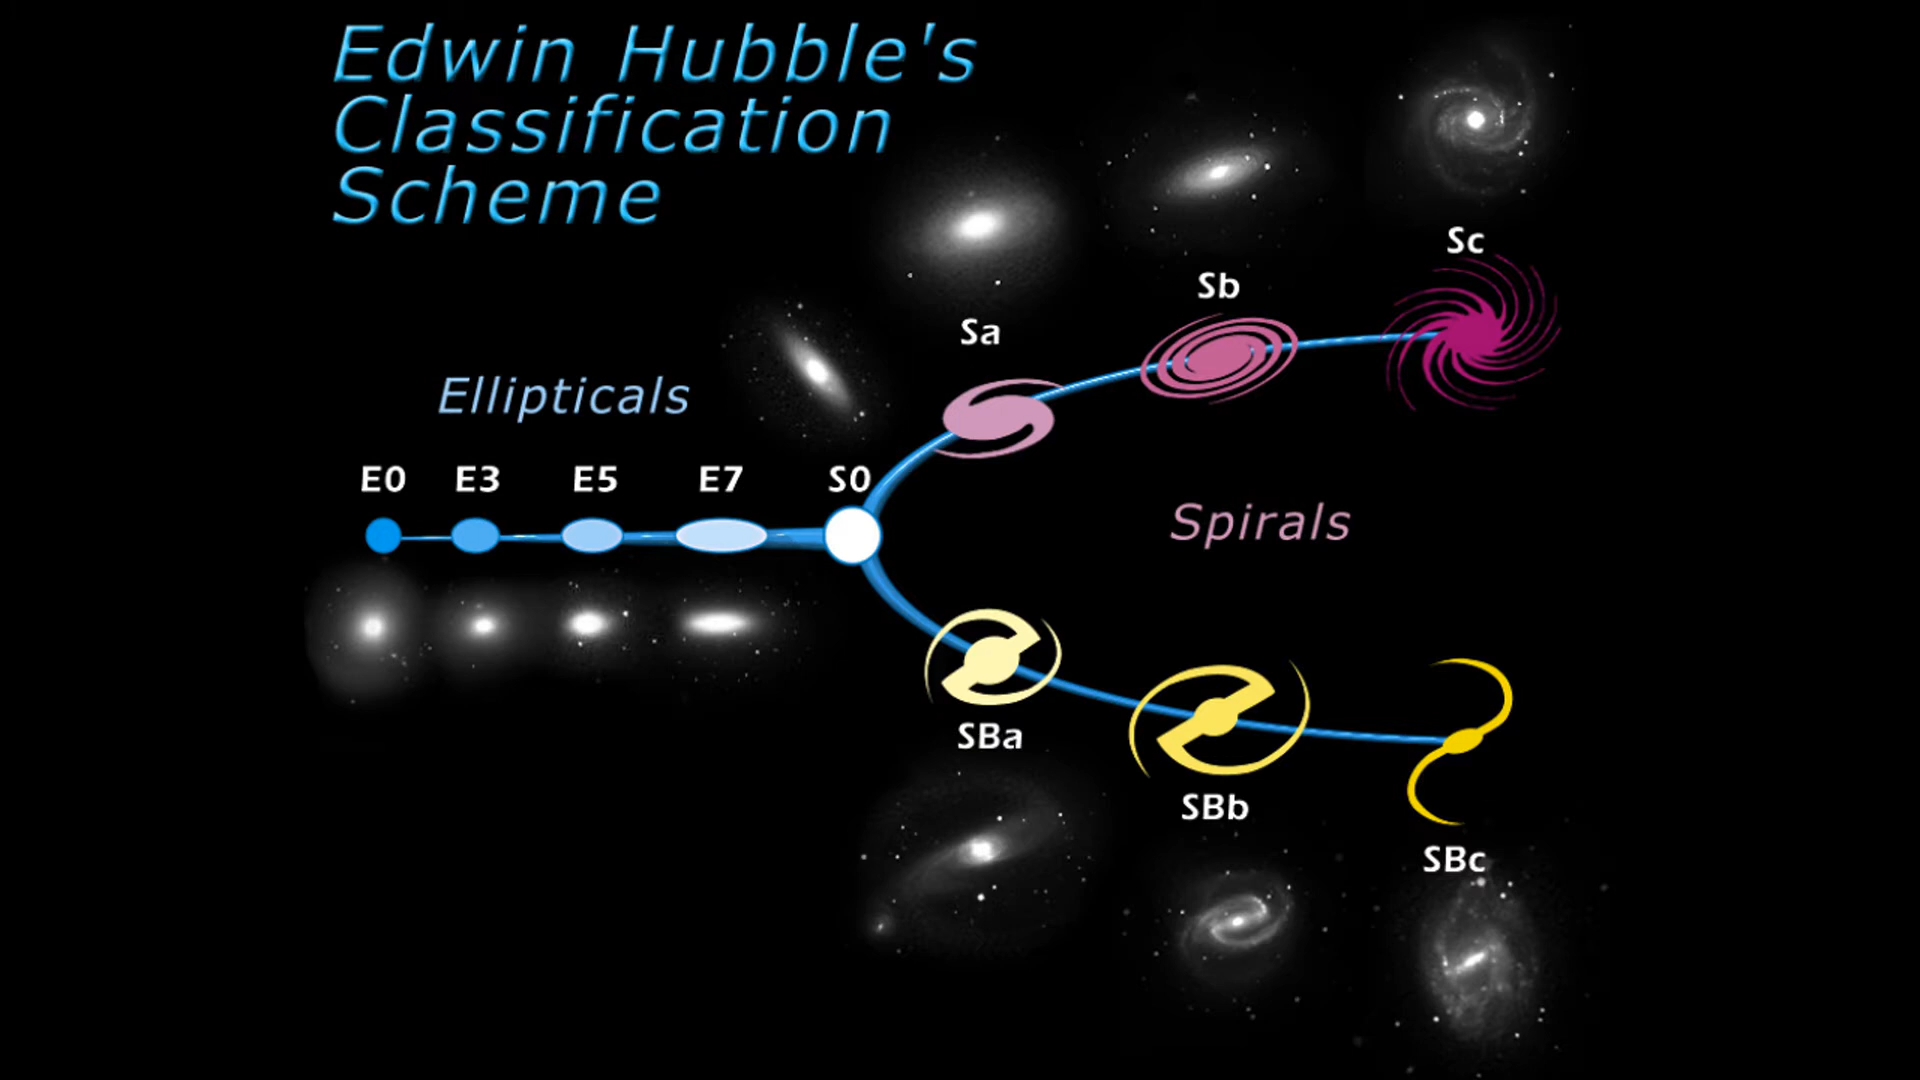 Edwin Hubble's
Classification
Scheme
Ellipticals
E0 E3 E5 E7 S0
Sa
Sb
Sc
Spirals
SBa
SBb
SBc